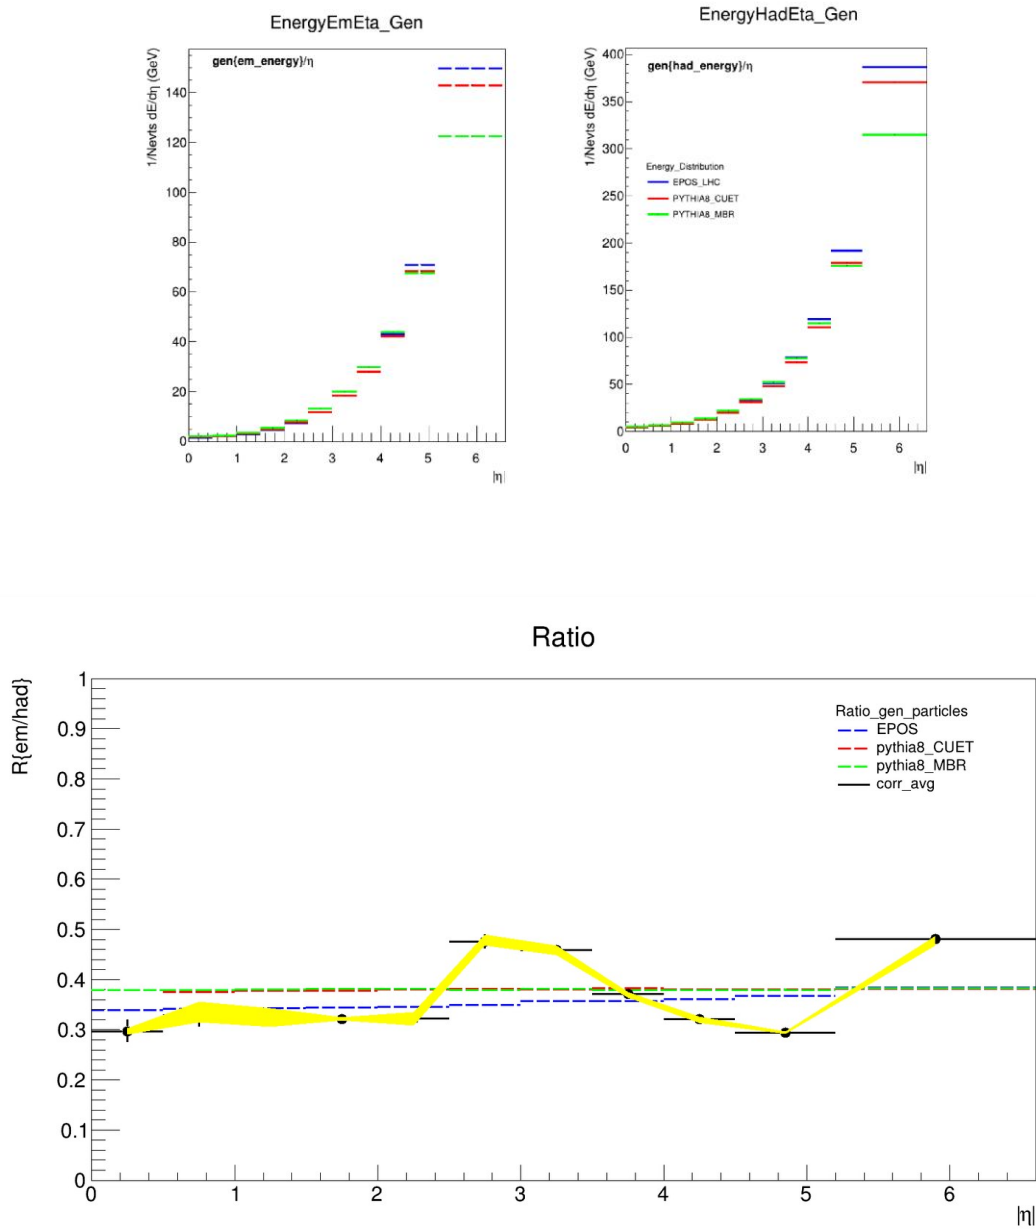 EnergyEmEta_Gen
1/Nevts dE/dη (GeV)
gen{em_energy}/η
140
120
100
80
60
40
20
0
0 1 2 3 4 5 6
|η|
EnergyHadEta_Gen
1/Nevts dE/dη (GeV)
gen{had_energy}/η
400
350
300
250
200
150
100
50
0
Energy_Distribution
EPOS_LHC
PYTHIA8_CUET
PYTHIA8_MBR
0 1 2 3 4 5 6
|η|
Ratio
R{em/had}
1
0.9
0.8
0.7
0.6
0.5
0.4
0.3
0.2
0.1
0
Ratio_gen_particles
EPOS
pythia8_CUET
pythia8_MBR
corr_avg
0 1 2 3 4 5 6
|η|